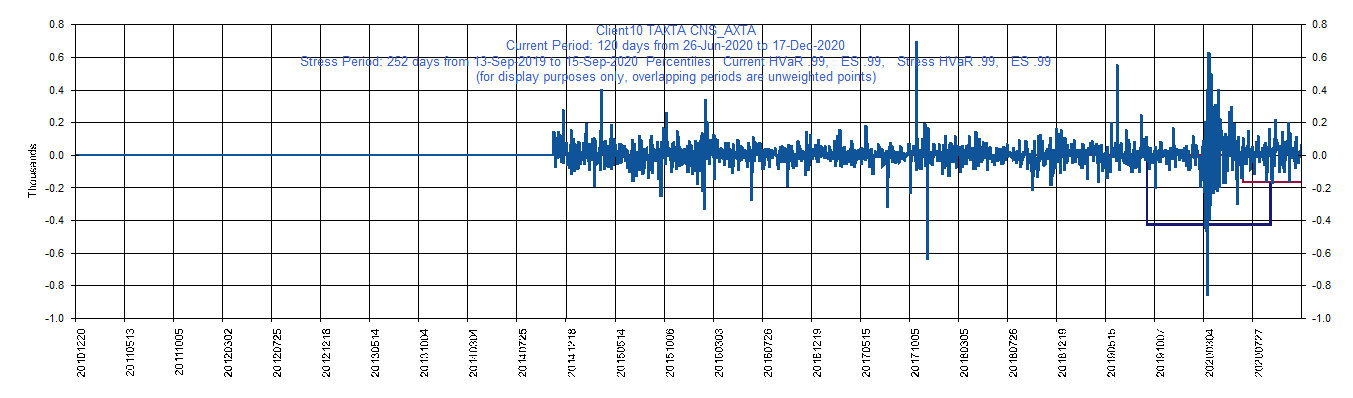 Client10 TAXTA CNS_AXTA
Current Period: 120 days from 26-Jun-2020 to 17-Dec-2020
Stress Period: 252 days from 13-Sep-2019 to 15-Sep-2020 Percentiles: Current HVaR .99, ES .99, Stress HVaR .99, ES .99
(for display purposes only, overlapping periods are unweighted points)
0.8 0.8
0.6 0.6
0.4 0.4
0.2 0.2
0.0 0.0
-0.2 -0.2
-0.4 -0.4
-0.6 -0.6
-0.8 -0.8
-1.0 -1.0
Thousands
20101220 20110513 20111005 20120302 20120725 20121218 20130514 20131004 20140304 20140725 20141218 20150514 20151006 20160303 20160726 20161219 20170515 20171005 20180305 20180726 20181219 20190515 20191007 20200304 20200727